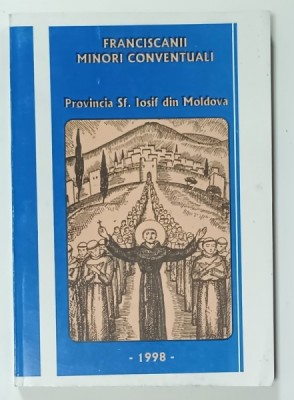 FRANCISCANII
MINORI CONVENTUALI
Provincia Sf. Iosif din Moldova
- 1998 -